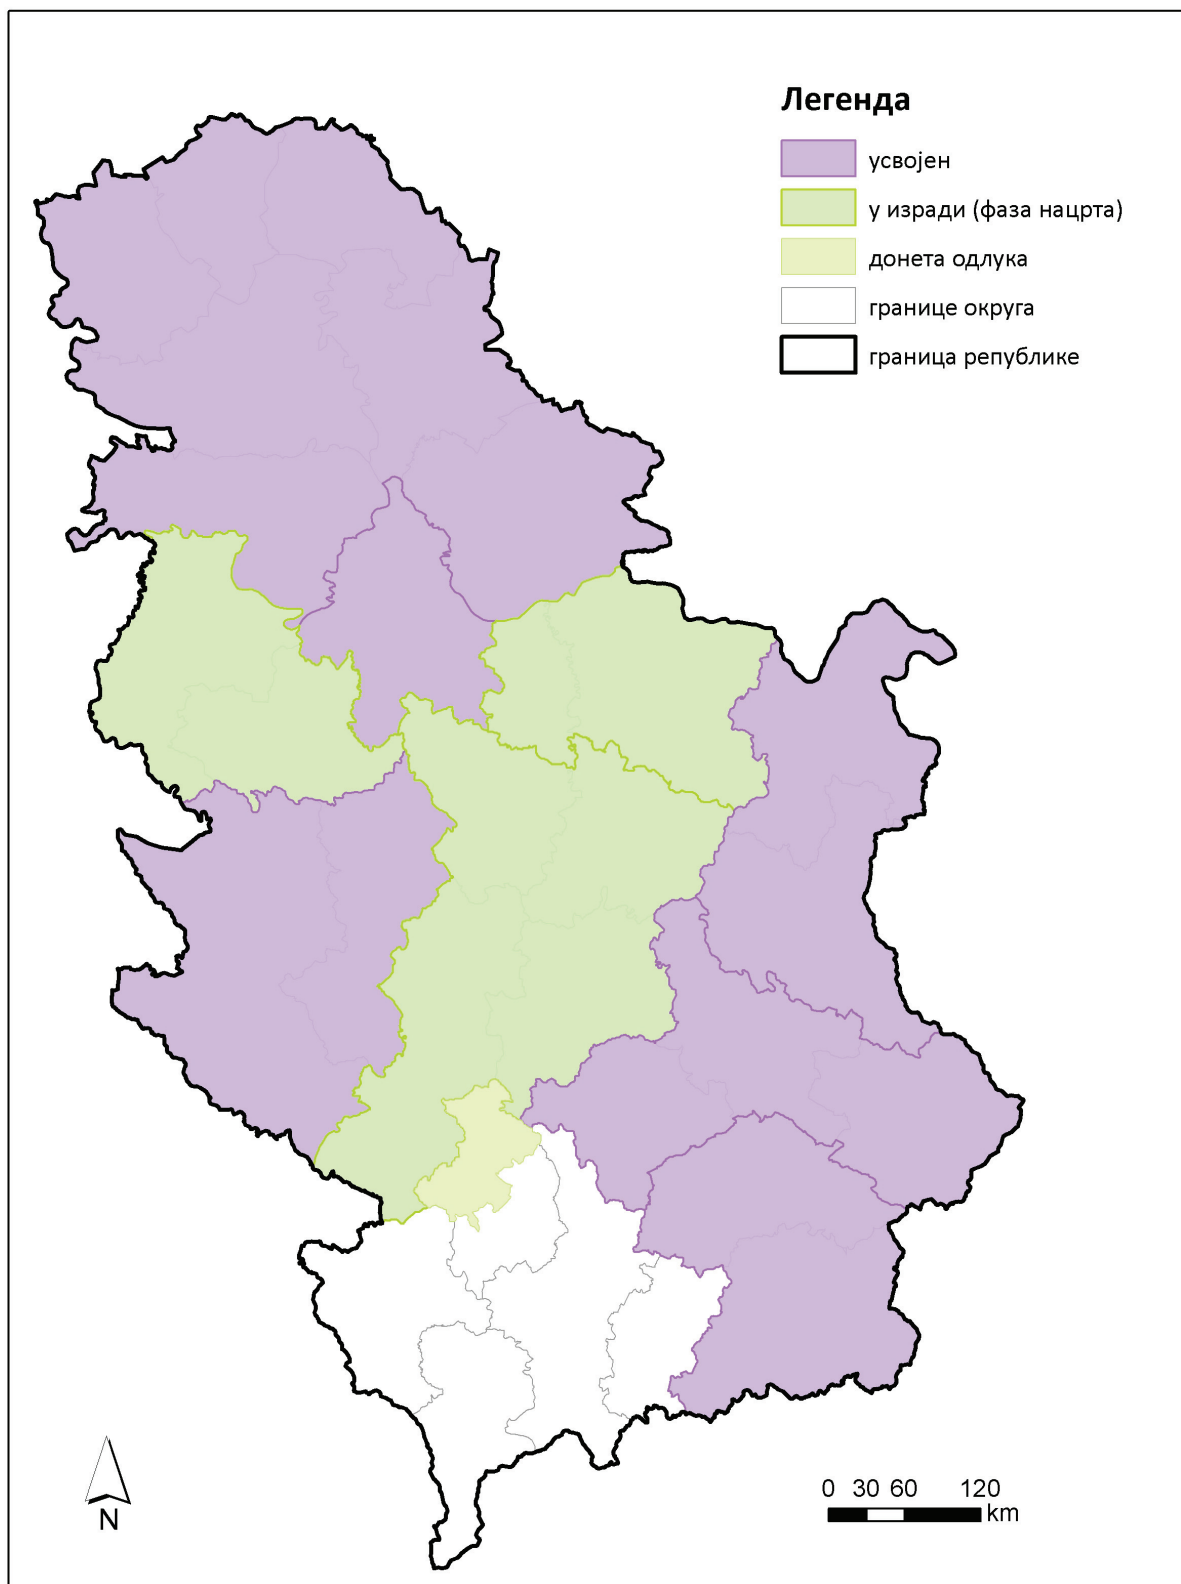 Легенда
усвојен
у изради (фаза нацрта)
донета одлука
границе округа
граница републике
N
0 30 60 120
km